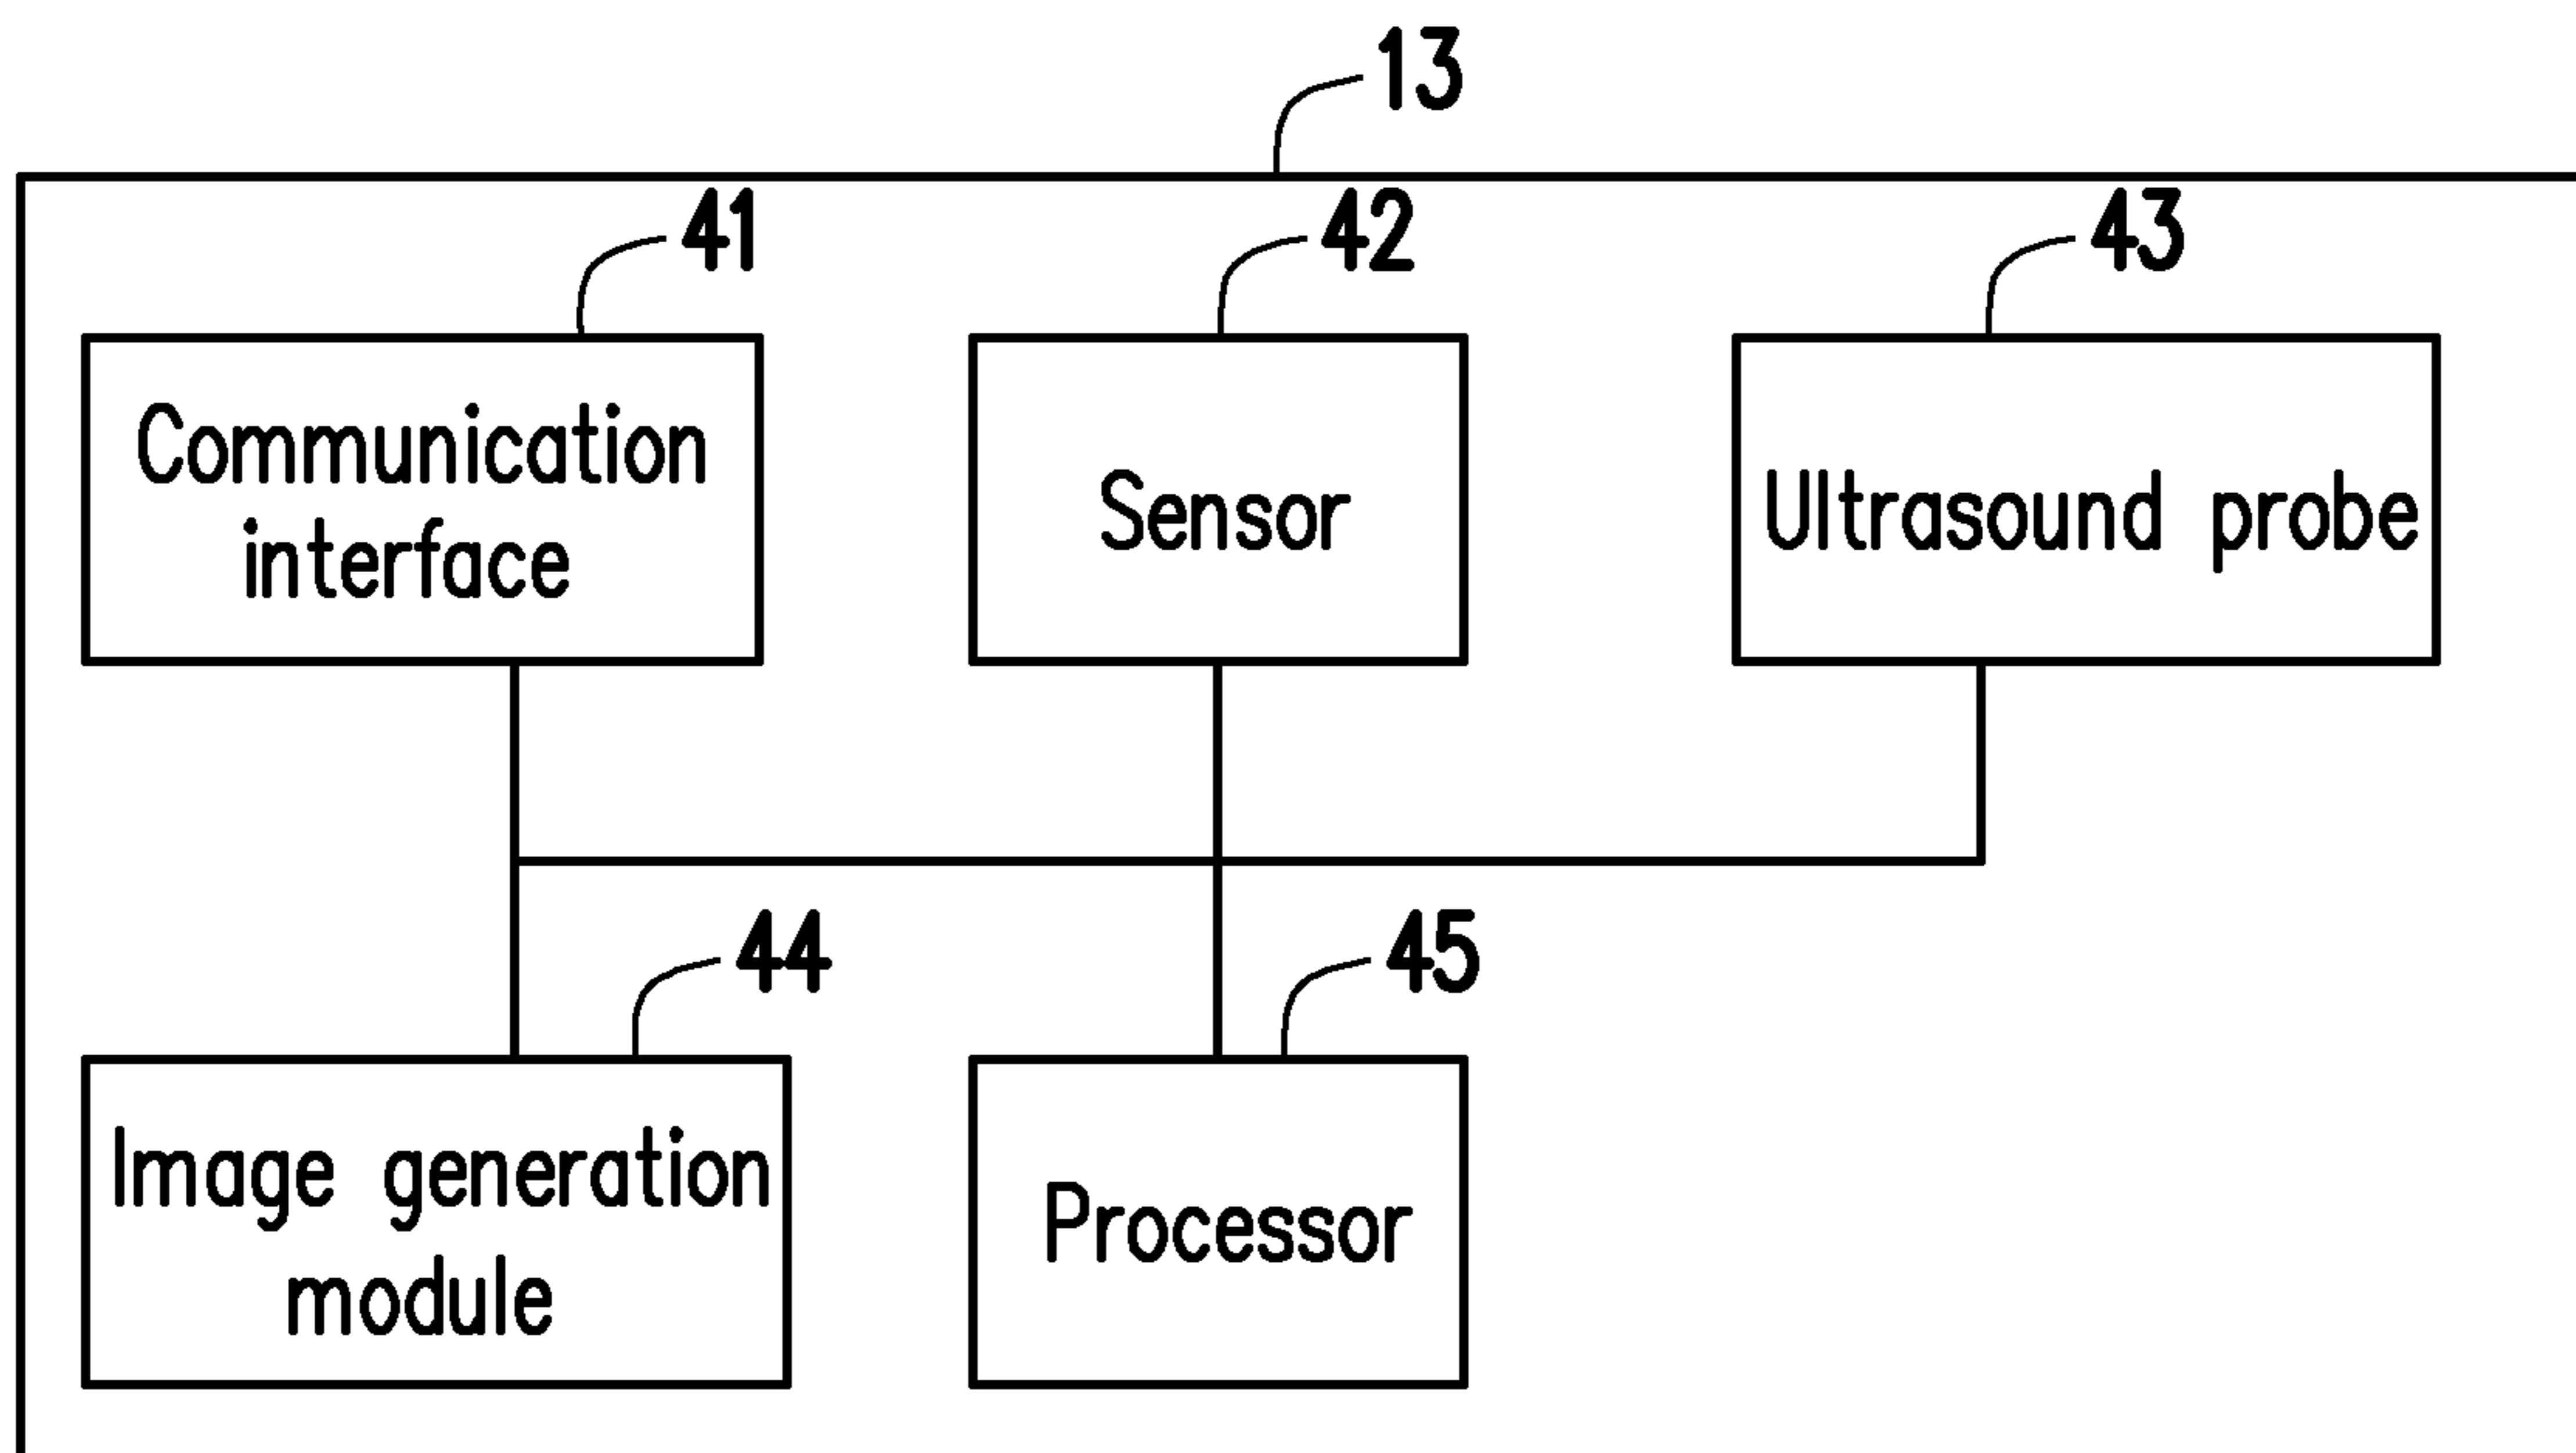 13
41
42
43
Communication
interface
Sensor
Ultrasound probe
44
45
Image generation
module
Processor